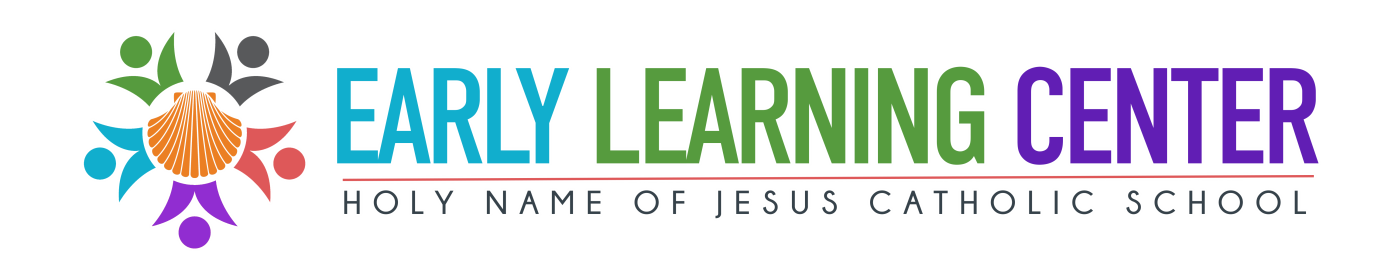 EARLY LEARNING CENTER
HOLY NAME OF JESUS CATHOLIC SCHOOL